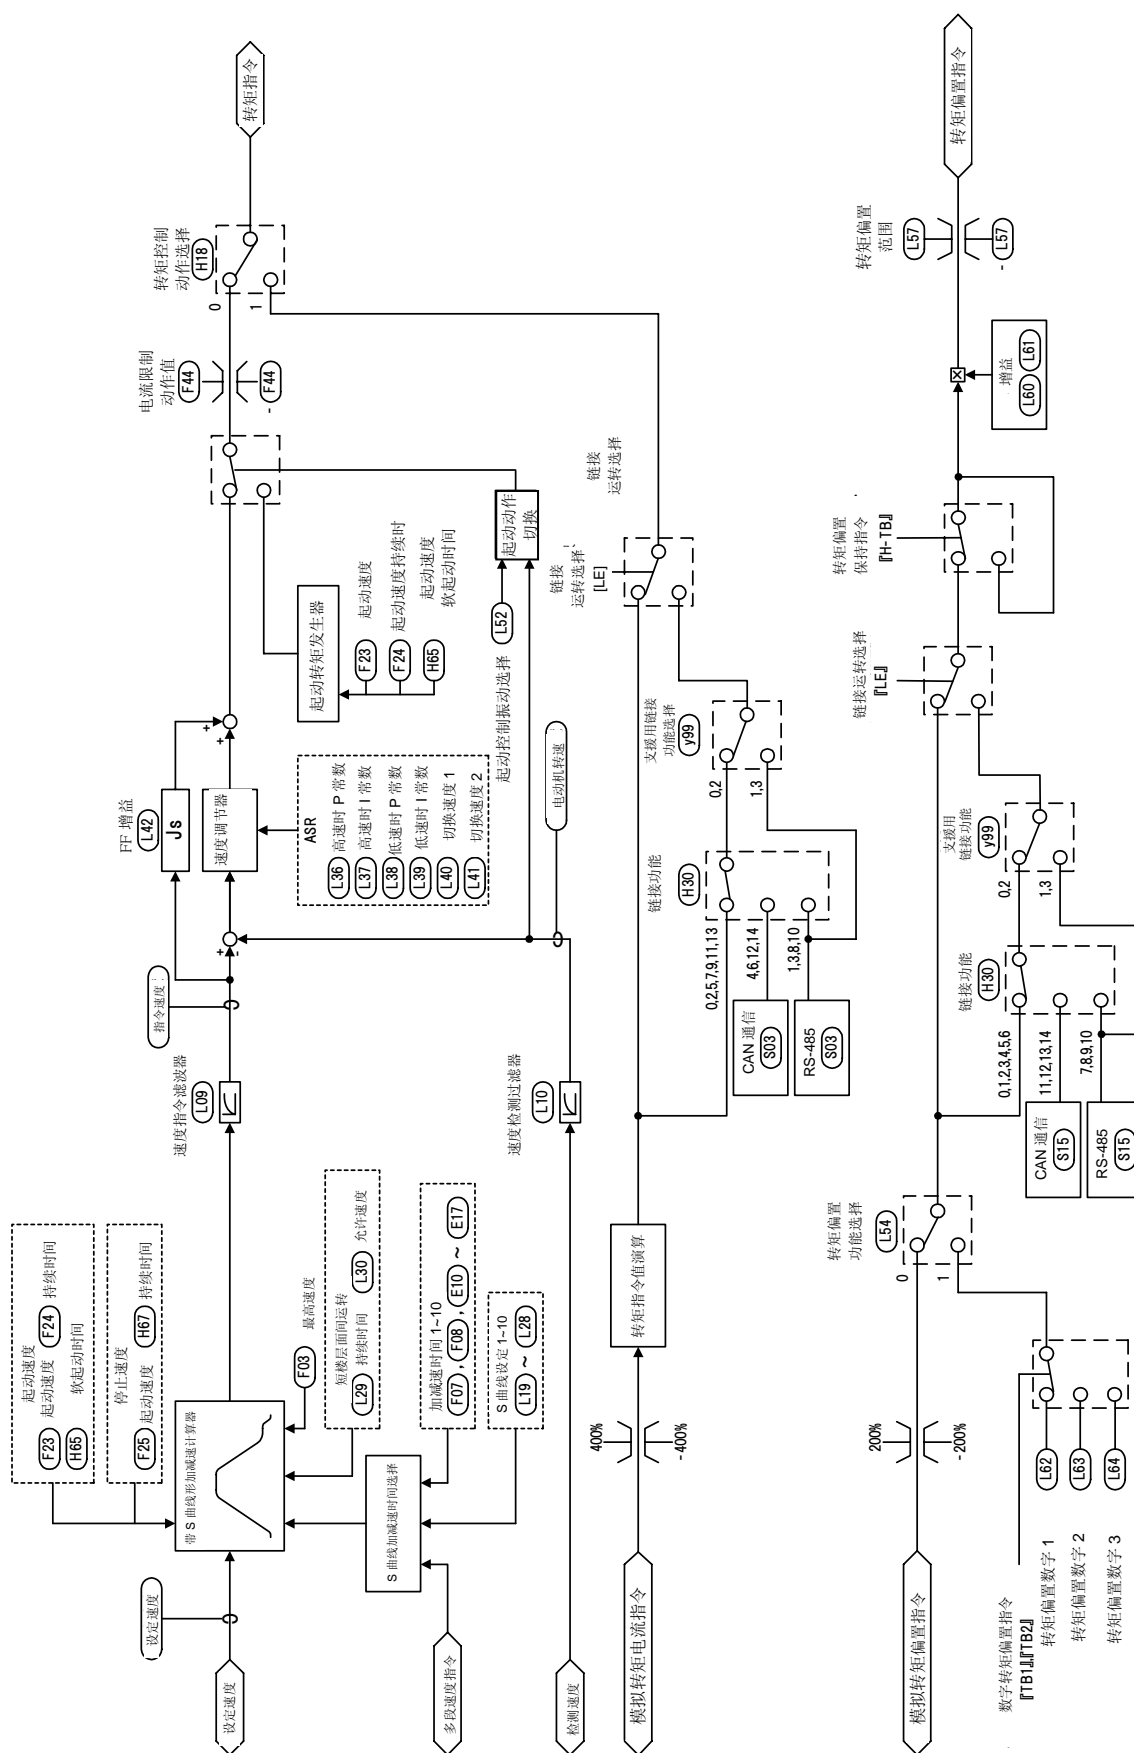 起动速度
F23 起动速度 F24 持续时间
H65 软起动时间
停止速度
F25 起动速度 H67 持续时间
设定速度
设定速度
带 S 曲线形加减速计算器
F03 最高速度
短楼层面间运转
L29 持续时间 L30 允许速度
加减速时间 1~10
F07 , F08 , E10 ~ E17
S 曲线设定 1~10
L19 ~ L28
S 曲线加减速时间选择
多段速度指令
速度指令滤波器
L09
指令速度
FF 增益
L42
Js
速度调节器
+
-
+
+
ASR
L36 高速时 P 常数
L37 高速时 I 常数
L38 低速时 P 常数
L39 低速时 I 常数
L40 切换速度 1
L41 切换速度 2
起动转矩发生器
F23 起动速度
F24 起动速度持续时
H65 起动速度
软起动时间
起动控制振动选择
L52
起动动作
切换
电动机转速
电流限制
动作值
F44
- F44
转矩控制
动作选择
H18
0
1
转矩指令
检测速度
速度检测过滤器
L10
模拟转矩电流指令
400%
-400%
转矩指令值演算
链接功能
H30
0,2,5,7,9,11,13
4,6,12,14
1,3,8,10
CAN 通信
S03
RS-485
S03
支援用链接
功能选择
y99
0,2
1,3
链接
运转选择、
[LE]
链接
运转选择
模拟转矩偏置指令
200%
-200%
转矩偏置
功能选择
L54
0
1
数字转矩偏置指令
『TB1』『TB2』
转矩偏置数字 1
L62
转矩偏置数字 2
L63
转矩偏置数字 3
L64
链接功能
H30
0,1,2,3,4,5,6
11,12,13,14
7,8,9,10
CAN 通信
S15
RS-485
S15
支援用
链接功能
y99
0,2
1,3
链接运转选择
『LE』
转矩偏置
保持指令
『H-TB』
增益
L60 L61
转矩偏置
范围
L57
- L57
转矩偏置指令